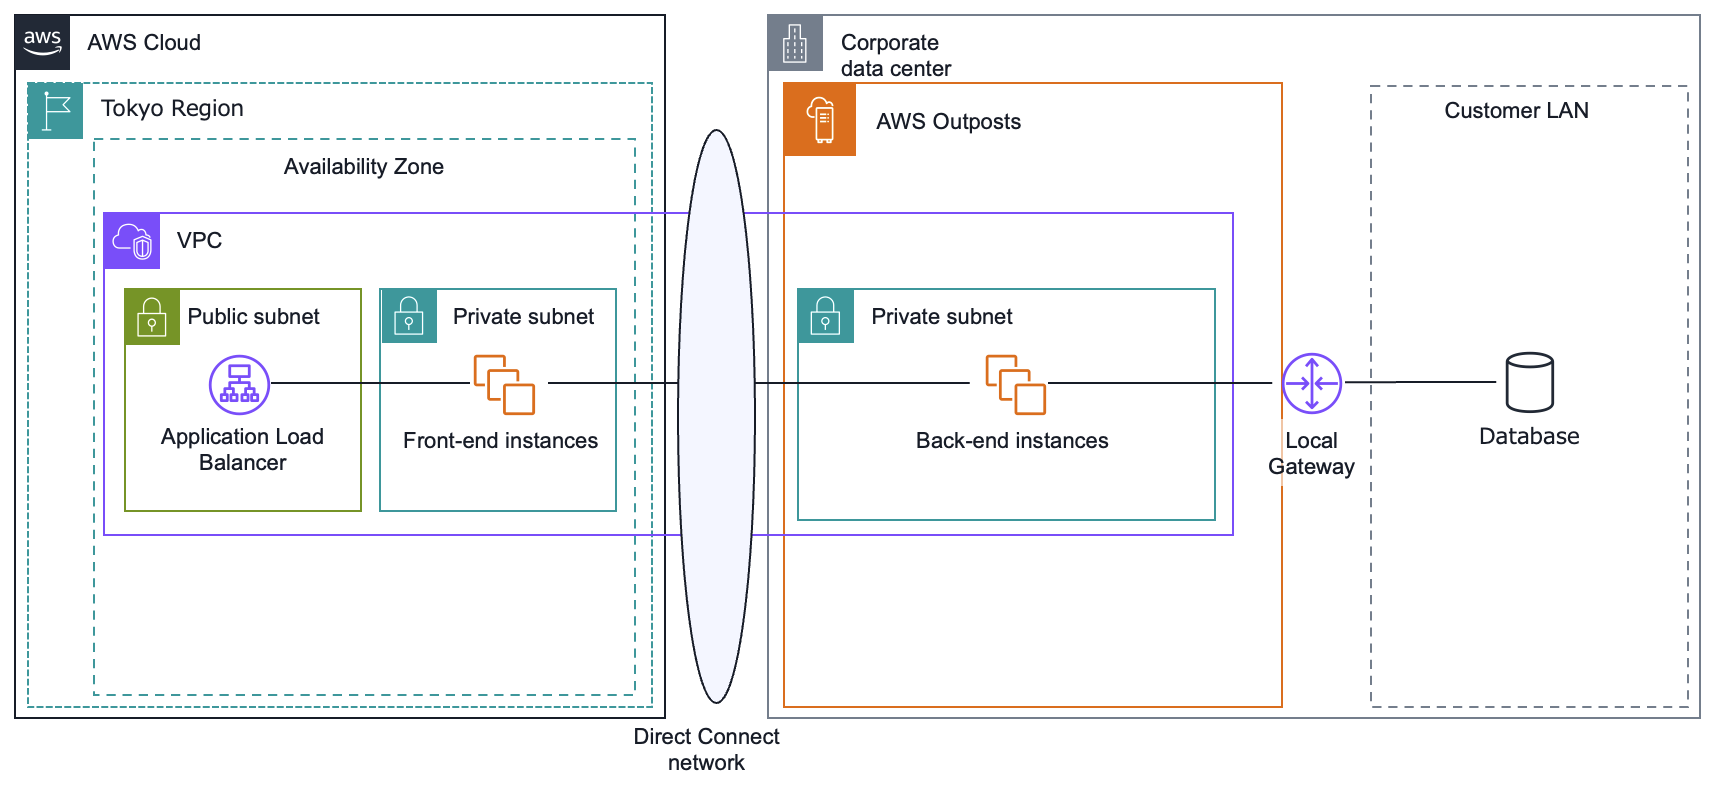 aws
AWS Cloud
Tokyo Region
Availability Zone
VPC
Public subnet
Application Load
Balancer
Private subnet
Front-end instances
Direct Connect
network
Corporate
data center
AWS Outposts
Private subnet
Back-end instances
Local
Gateway
Customer LAN
Database